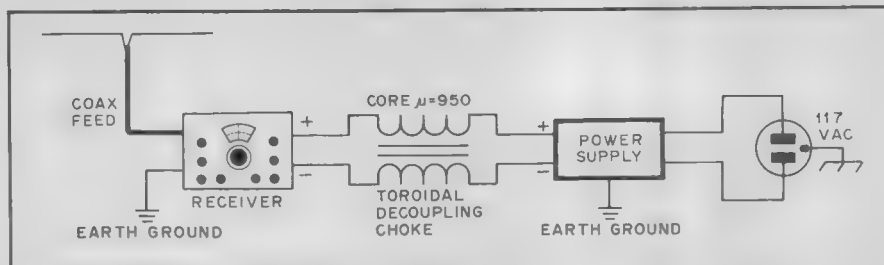 COAX
FEED
+
−
RECEIVER
EARTH GROUND
CORE μ=950
TOROIDAL
DECOUPLING
CHOKE
+
−
POWER
SUPPLY
EARTH GROUND
117
VAC